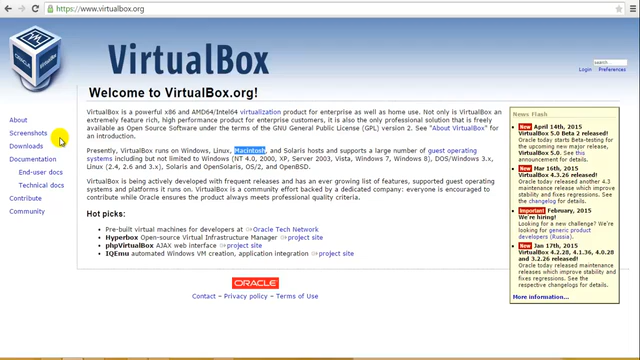 https://www.virtualbox.org
VirtualBox
search...
Login Preferences
Welcome to VirtualBox.org!
About
Screenshots
Downloads
Documentation
End-user docs
Technical docs
Contribute
Community
VirtualBox is a powerful x86 and AMD64/Intel64 virtualization product for enterprise as well as home use. Not only is VirtualBox an
extremely feature rich, high performance product for enterprise customers, it is also the only professional solution that is freely
available as Open Source Software under the terms of the GNU General Public License (GPL) version 2. See "About VirtualBox" for
an introduction.
Presently, VirtualBox runs on Windows, Linux, Macintosh, and Solaris hosts and supports a large number of guest operating
systems including but not limited to Windows (NT 4.0, 2000, XP, Server 2003, Vista, Windows 7, Windows 8), DOS/Windows 3.x,
Linux (2.4, 2.6 and 3.x), Solaris and OpenSolaris, OS/2, and OpenBSD.
VirtualBox is being actively developed with frequent releases and has an ever growing list of features, supported guest operating
systems and platforms it runs on. VirtualBox is a community effort backed by a dedicated company: everyone is encouraged to
contribute while Oracle ensures the product always meets professional quality criteria.
Hot picks:
Pre-built virtual machines for developers at Oracle Tech Network
Hyperbox Open-source Virtual Infrastructure Manager project site
phpVirtualBox AJAX web interface project site
IQEmu automated Windows VM creation, application integration project site
News Flash
New April 14th, 2015
VirtualBox 5.0 Beta 2 released!
Oracle today starts Beta-testing
for the upcoming new major release,
VirtualBox 5.0. See this
announcement for details.
New Mar 16th, 2015
VirtualBox 4.3.26 released!
Oracle today released another 4.3
maintenance release which improves
stability and fixes regressions. See
the changelog for details.
Important February, 2015
We're hiring!
Looking for a new challenge? We're
looking for generic product
developers (Russia).
New Jan 17th, 2015
VirtualBox 4.2.28, 4.1.36, 4.0.28
and 3.2.26 released!
Oracle today released maintenance
releases which improve stability and
fixes regressions. See the
respective changelogs for details.
More information...
ORACLE
Contact – Privacy policy – Terms of Use